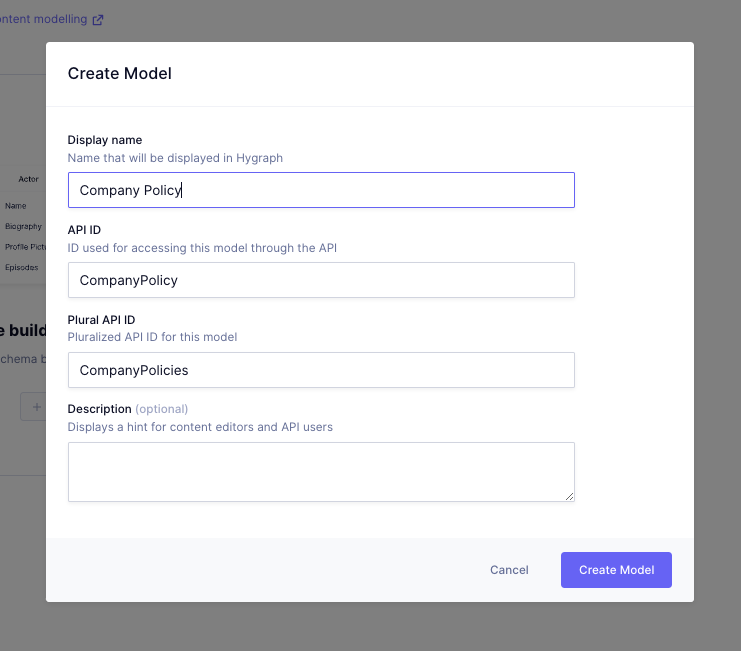 ntent modelling
Create Model
Display name
Name that will be displayed in Hygraph
Company Policy
API ID
ID used for accessing this model through the API
CompanyPolicy
Plural API ID
Pluralized API ID for this model
CompanyPolicies
Description (optional)
Displays a hint for content editors and API users
Cancel
Create Model
Actor
Name
Biography
Profile Pictu
Episodes
e build
chema b
+